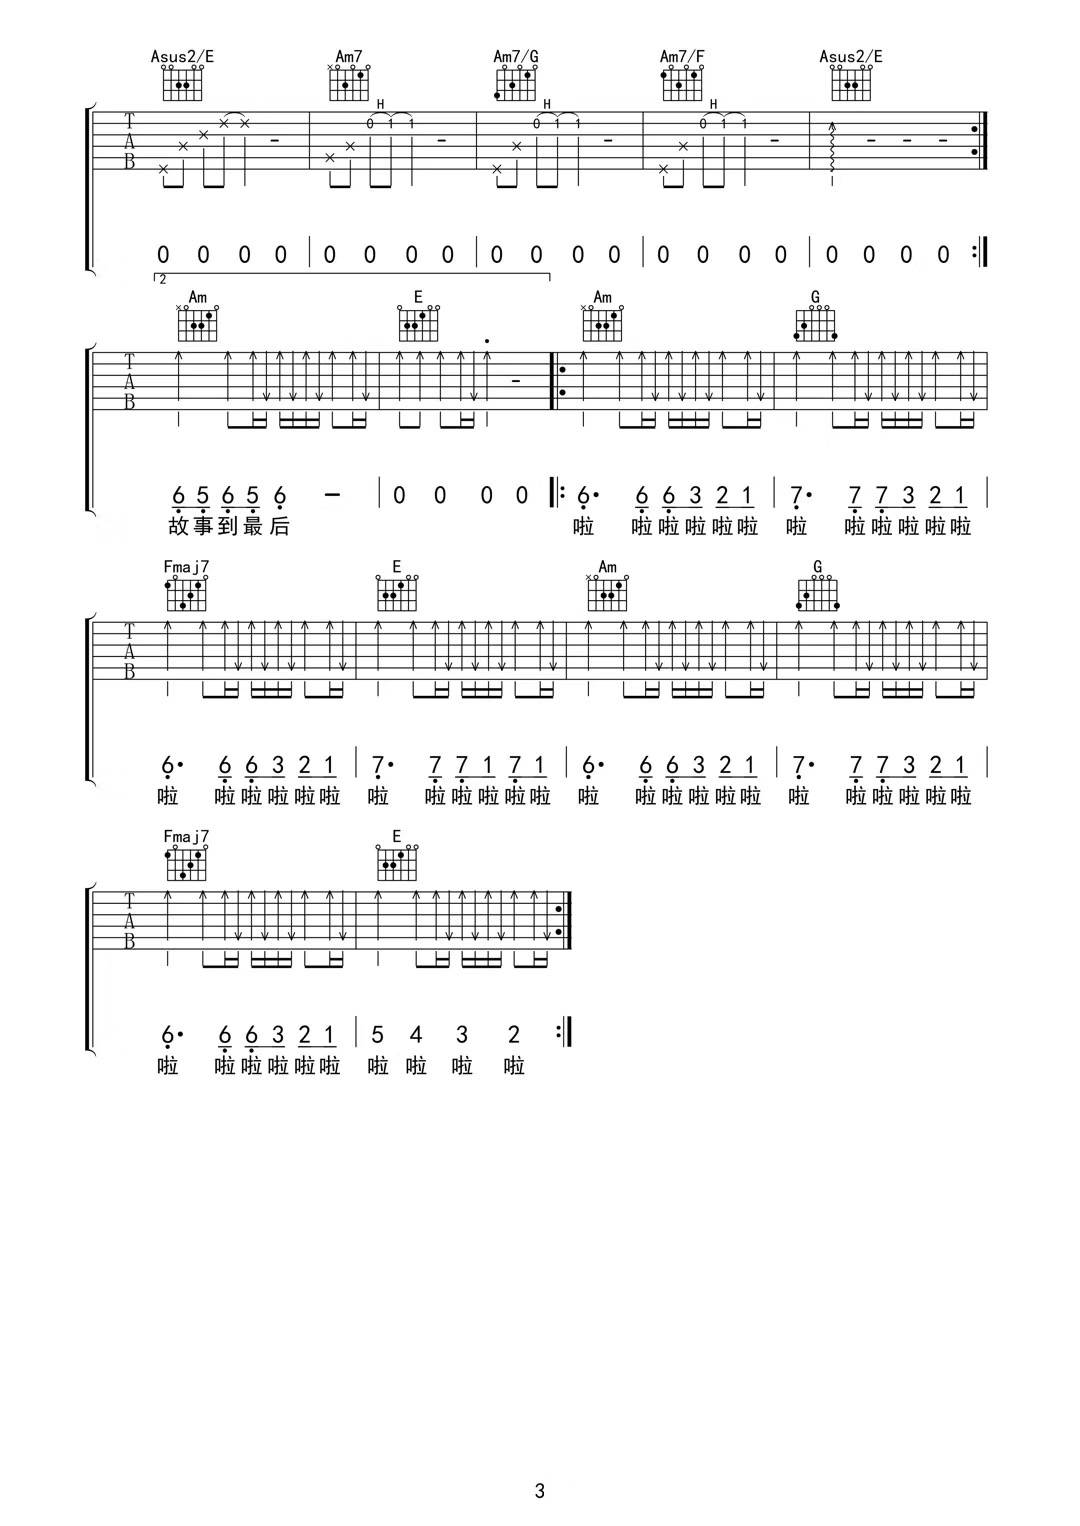 Asus2/E Am7 Am7/G Am7/F Asus2/E
H H H
T A B 0 1 1 0 1 1 0 1 1
0 0 0 0 0 0 0 0 0 0 0 0 0 0 0 0 0 0 0 0
2
Am E Am G
T A B
6 5 6 5 6 - 0 0 0 0 6· 6 6 3 2 1 7· 7 7 3 2 1
故事到最后 啦 啦啦啦啦啦 啦 啦啦啦啦啦
Fmaj7 E Am G
T A B
6· 6 6 3 2 1 7· 7 7 1 7 1 6· 6 6 3 2 1 7· 7 7 3 2 1
啦 啦啦啦啦啦 啦 啦啦啦啦啦 啦 啦啦啦啦啦 啦 啦啦啦啦啦
Fmaj7 E
T A B
6· 6 6 3 2 1 5 4 3 2
啦 啦啦啦啦啦 啦 啦 啦 啦
3